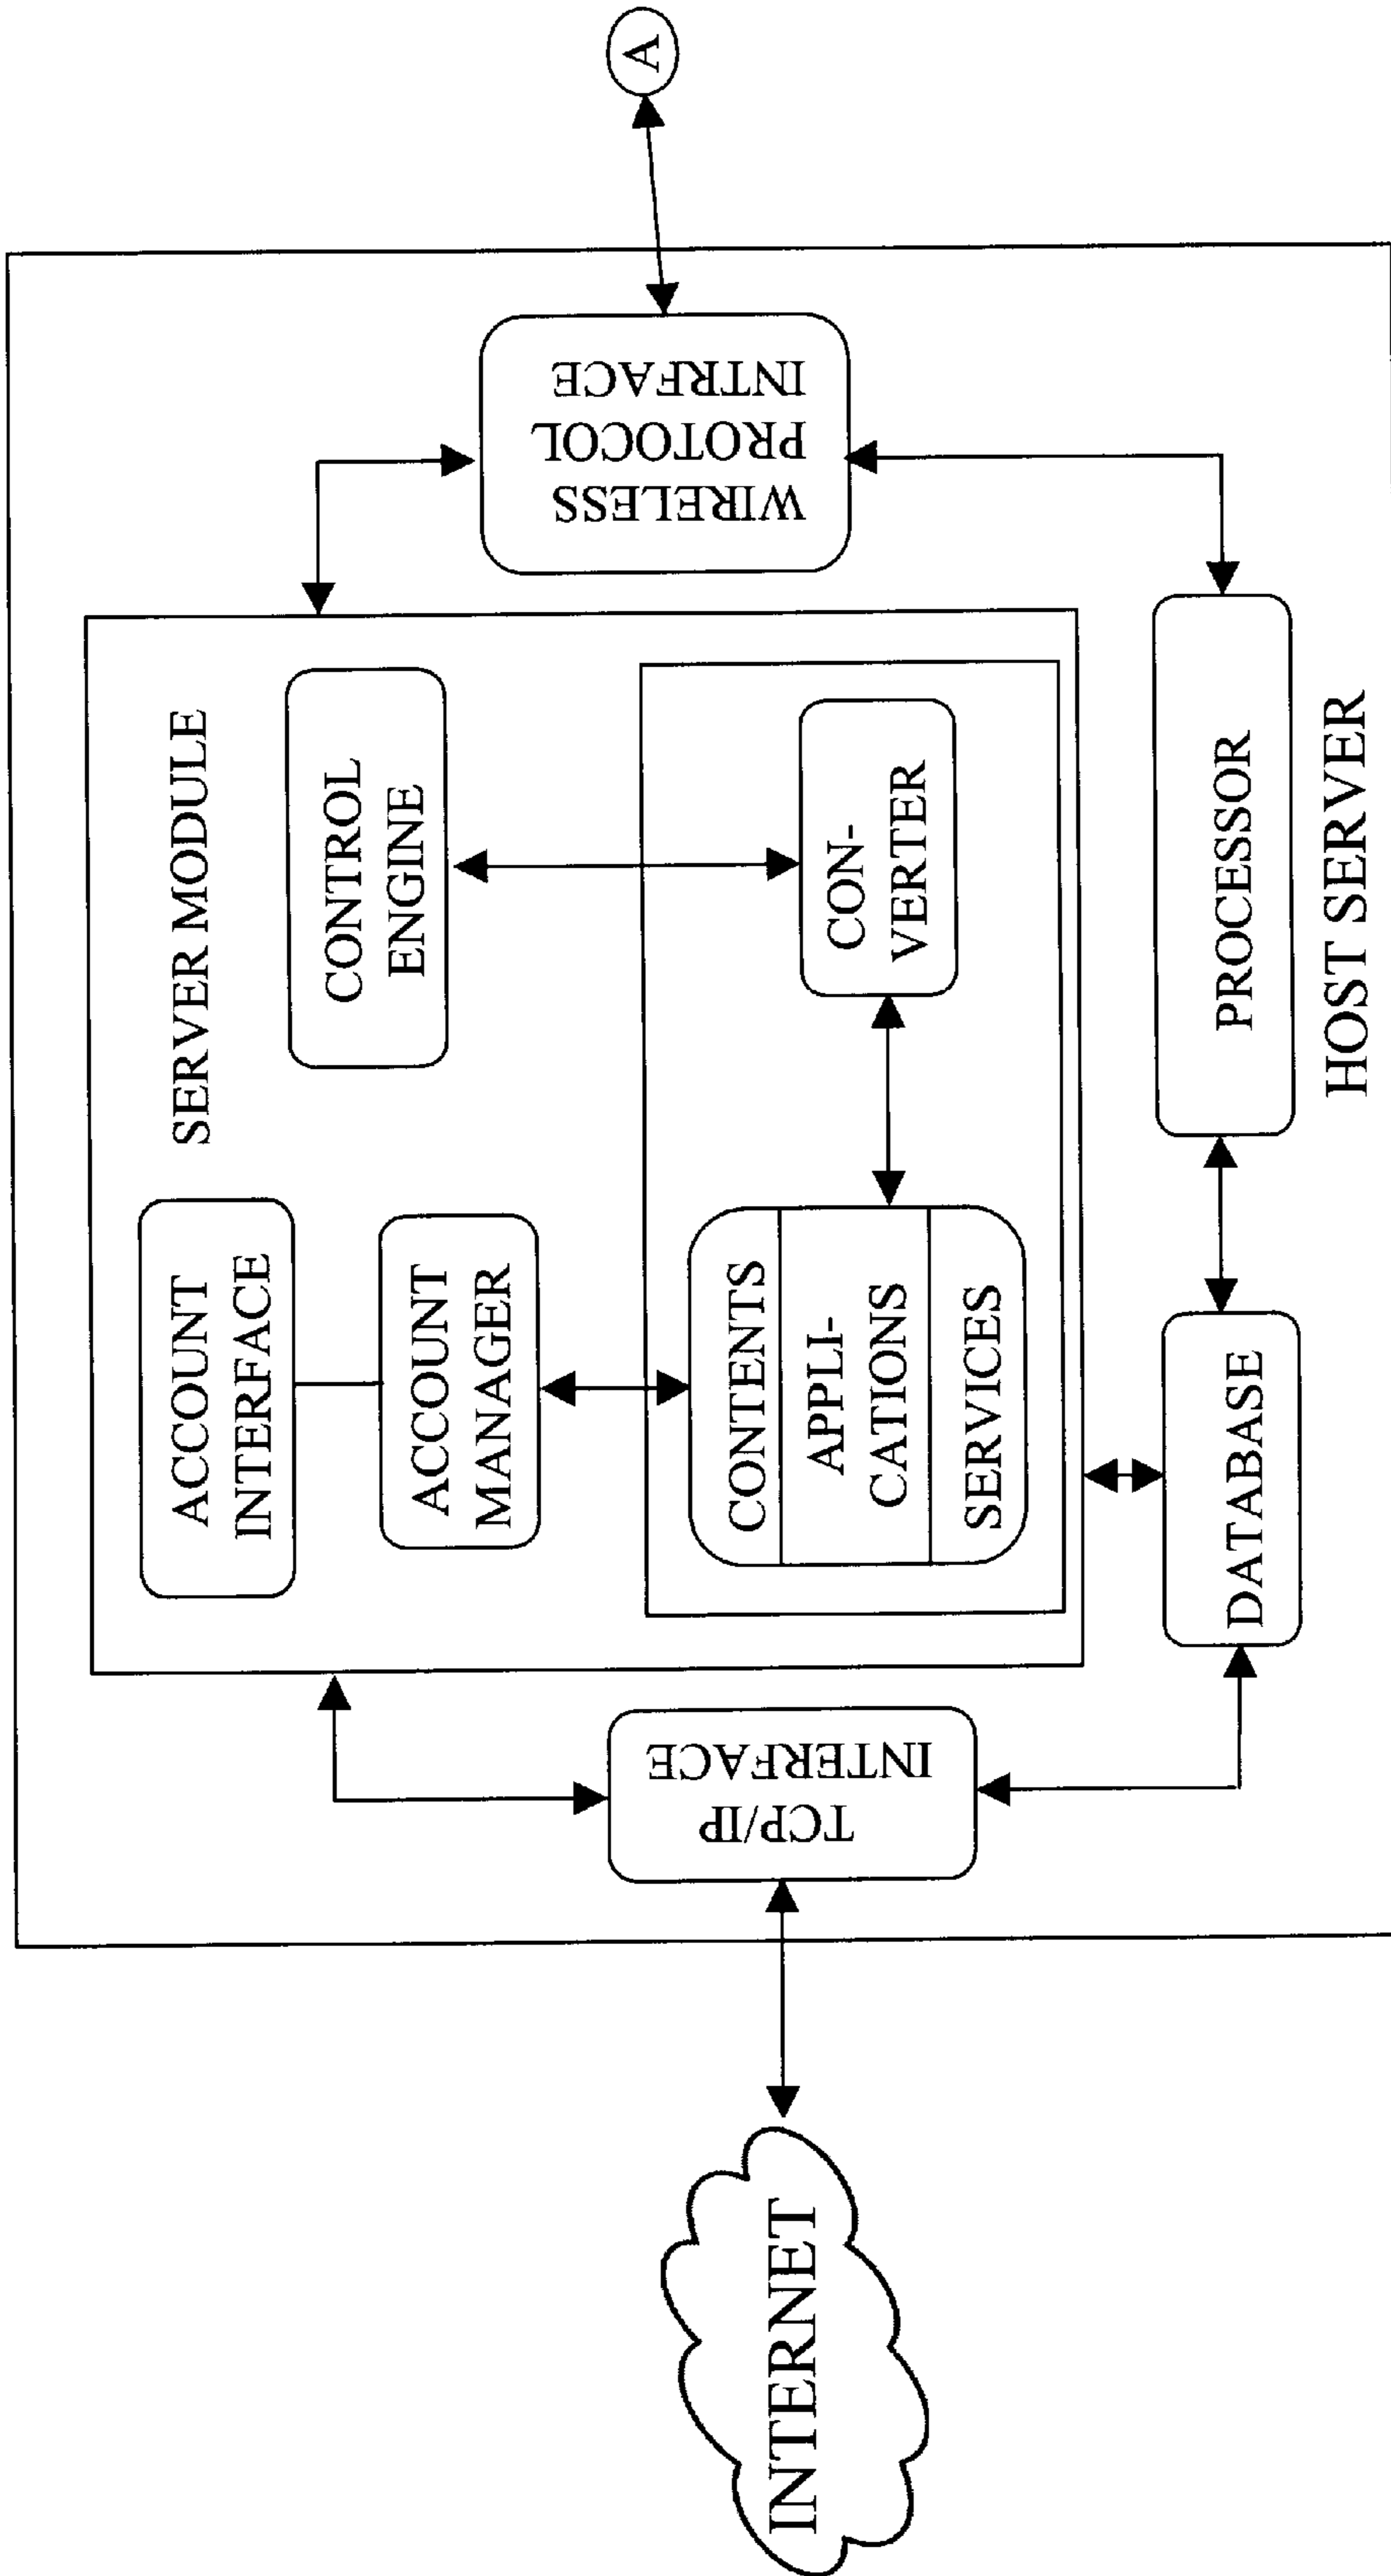 INTERNET
TCP/IP
INTERFACE
ACCOUNT
INTERFACE
SERVER MODULE
ACCOUNT
MANAGER
CONTROL
ENGINE
CONTENTS
APPLI-
CATIONS
SERVICES
CON-
VERTER
WIRELESS
PROTOCOL
INTRFACE
A
DATABASE
PROCESSOR
HOST SERVER